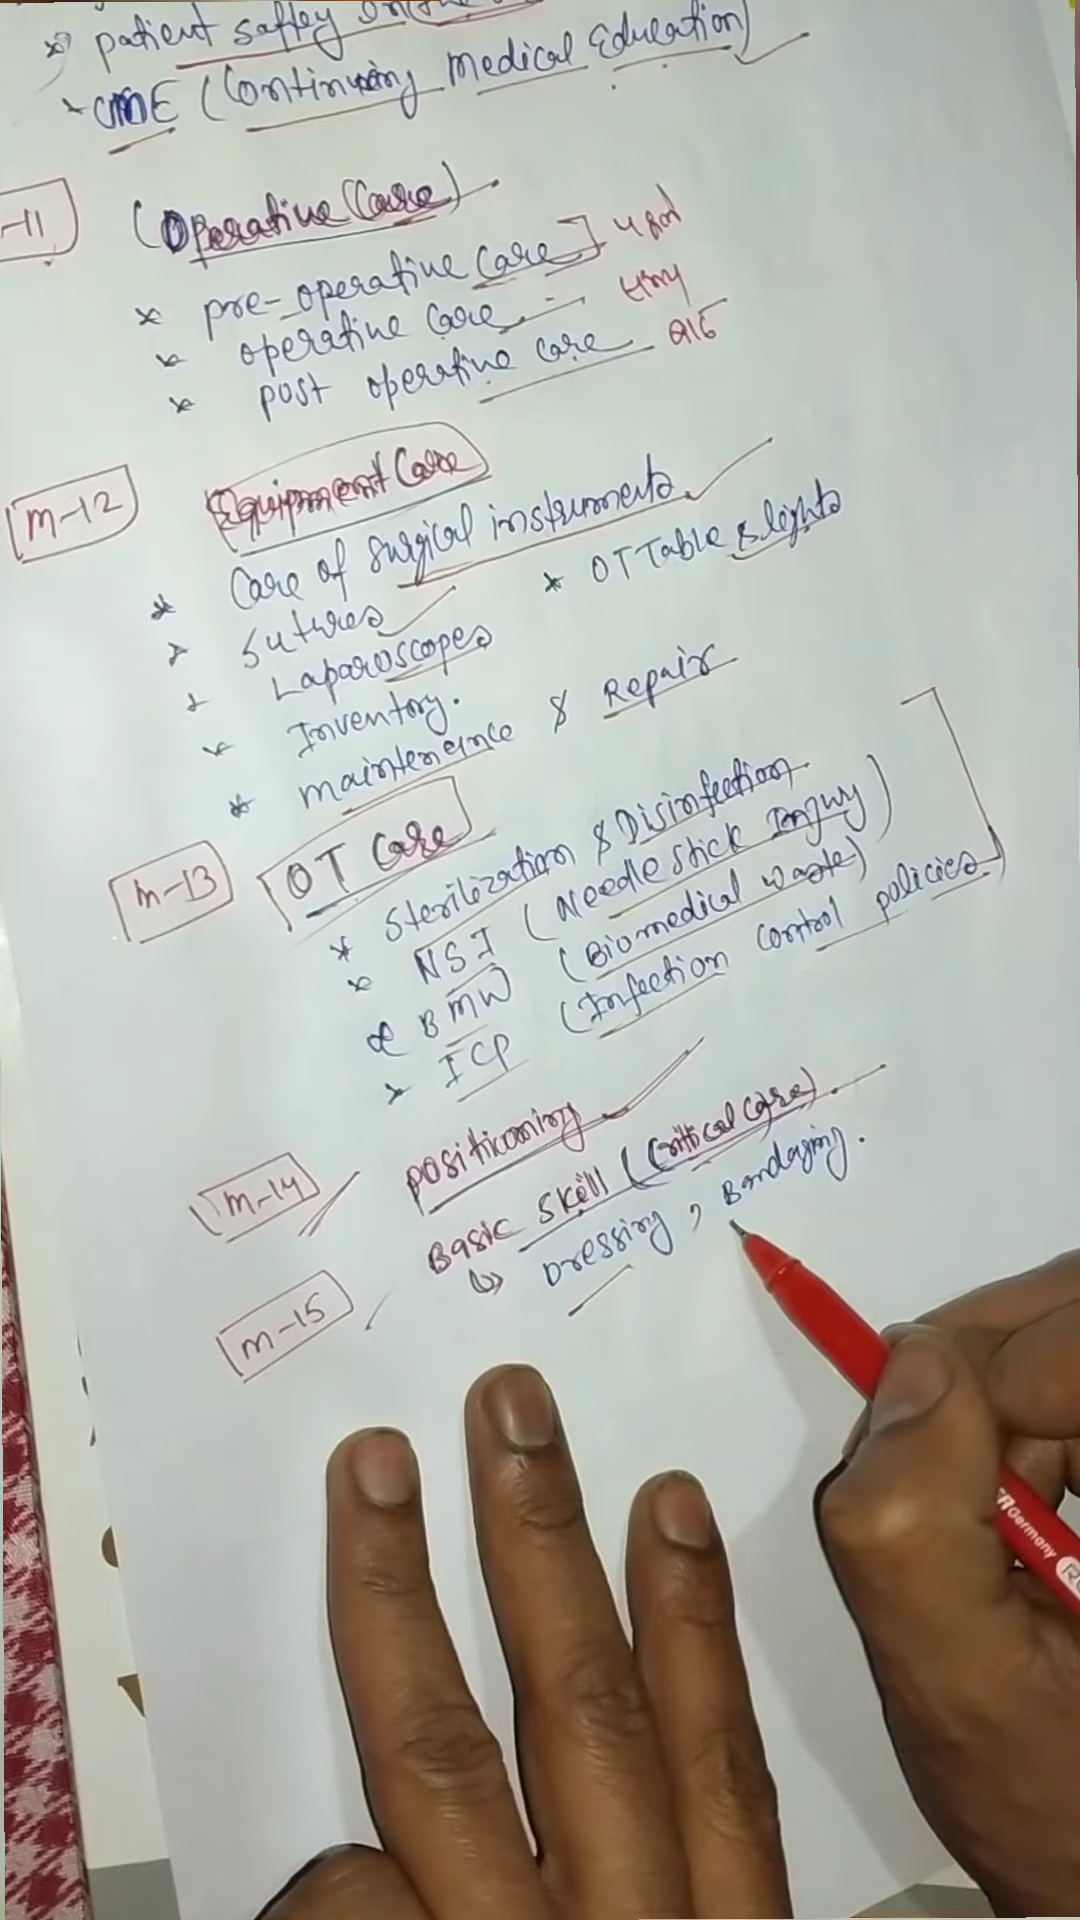 * patient saftey
* CME (Continuing Medical Education)
-11
(Operative Care)
* pre-operative care पहले
* operative care समय
* post operative care बाद
M-12
Equipment Care
* Care of Surgical instruments
* Sutures
* OT Table & lights
* Laparoscopes
* Inventory.
* maintenance & Repair
M-13
OT Care
* Sterilization & Disinfection
* NSI (Needle stick Injury)
* BMW (Biomedical waste)
* ICP (Infection control policies)
M-14
positioning
M-15
Basic Skill (Critical care)
Dressing, Bandaging.
Germany